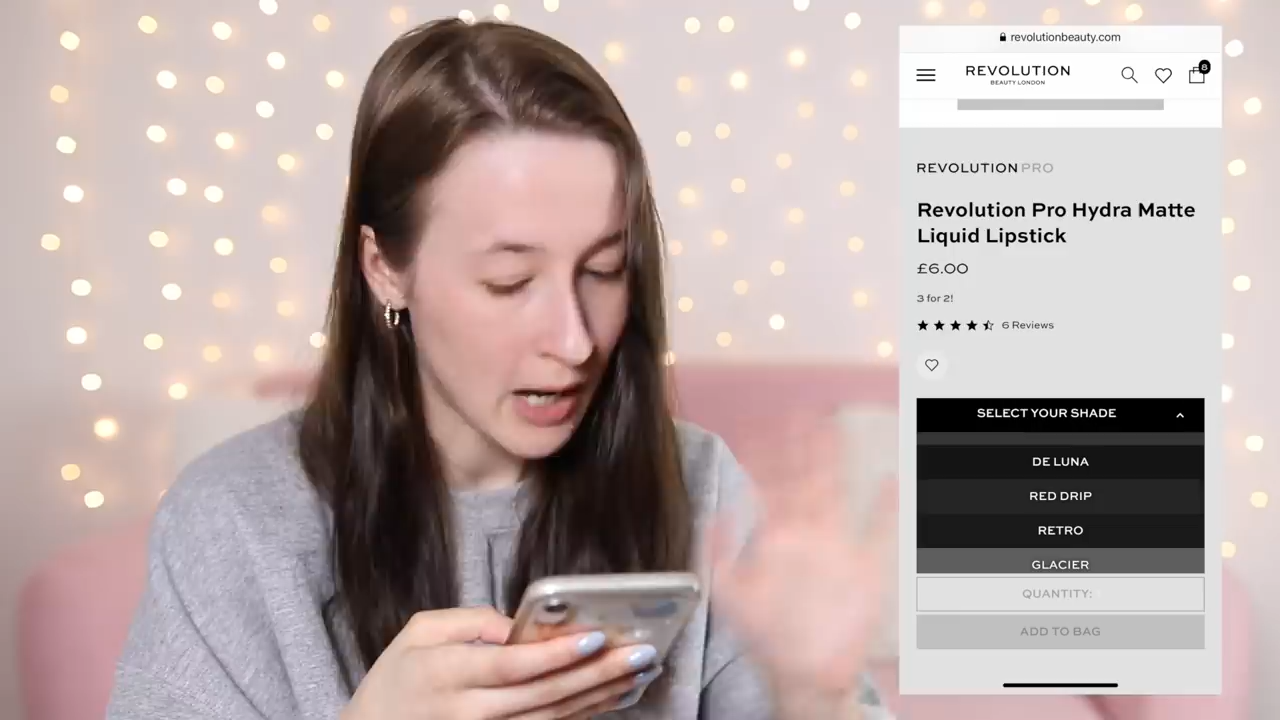 revolutionbeauty.com
REVOLUTION
BEAUTY LONDON
8
REVOLUTION PRO
Revolution Pro Hydra Matte
Liquid Lipstick
£6.00
3 for 2!
6 Reviews
SELECT YOUR SHADE
DE LUNA
RED DRIP
RETRO
GLACIER
QUANTITY:
ADD TO BAG